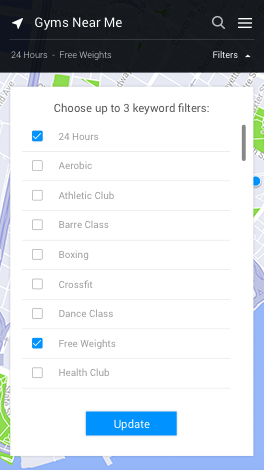 Gyms Near Me
24 Hours - Free Weights
Filters
Choose up to 3 keyword filters:
24 Hours
Aerobic
Athletic Club
Barre Class
Boxing
Crossfit
Dance Class
Free Weights
Health Club
Update